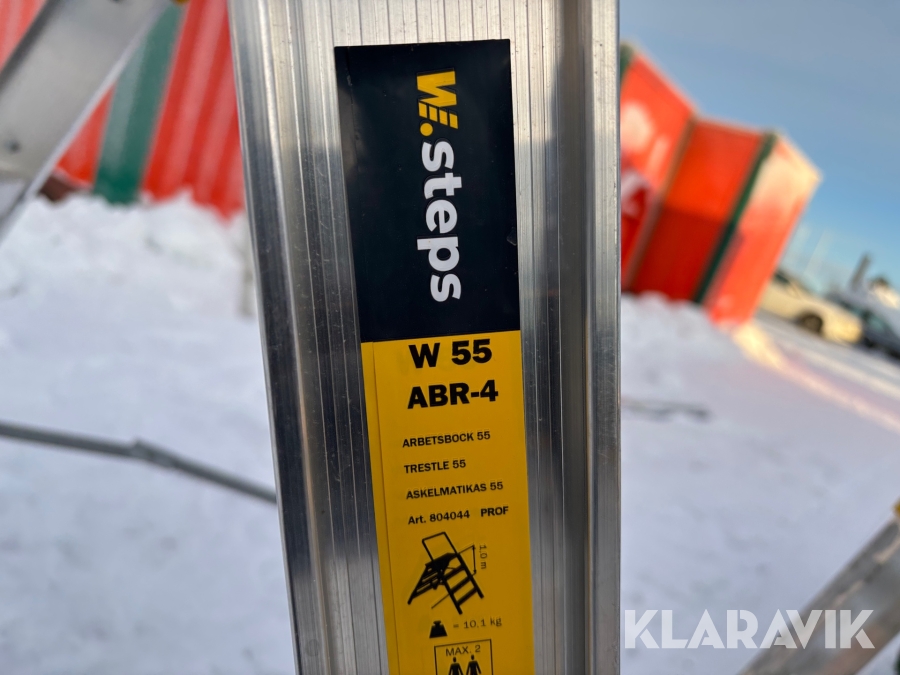 W.steps
W 55
ABR-4
ARBETSBOCK 55
TRESTLE 55
ASKELMATIKAS 55
Art. 804044 PROF
1,0 m
= 10,1 kg
MAX. 2
KLARAVIK